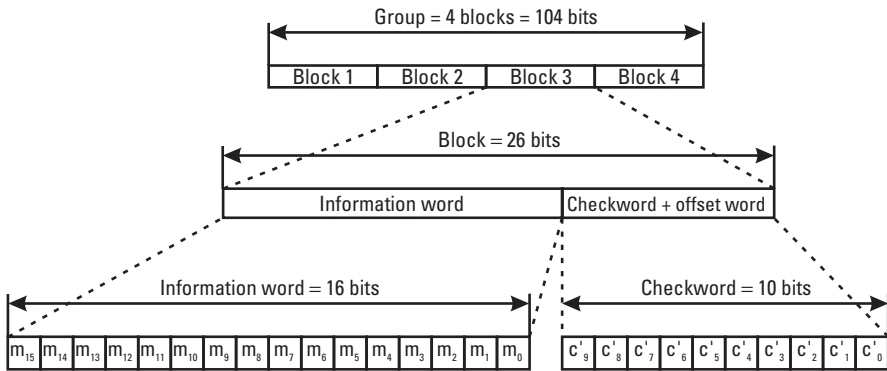 Group = 4 blocks = 104 bits
Block 1 Block 2 Block 3 Block 4
Block = 26 bits
Information word Checkword + offset word
Information word = 16 bits Checkword = 10 bits
m₁₅ m₁₄ m₁₃ m₁₂ m₁₁ m₁₀ m₉ m₈ m₇ m₆ m₅ m₄ m₃ m₂ m₁ m₀ c'₉ c'₈ c'₇ c'₆ c'₅ c'₄ c'₃ c'₂ c'₁ c'₀